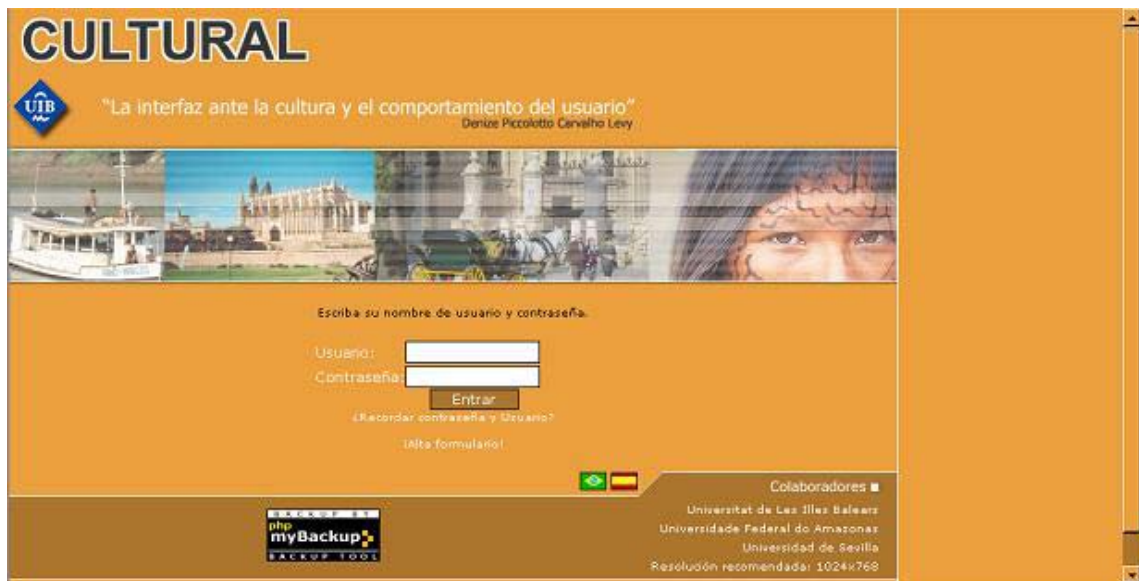 CULTURAL
UIB
"La interfaz ante la cultura y el comportamiento del usuario"
Denize Piccolotto Carvalho Levy
Escriba su nombre de usuario y contraseña.
Usuario:
Contraseña:
Entrar
¿Recordar contraseña y Usuario?
¡Alta formulario!
Colaboradores
Universitat de Les Illes Balears
Universidade Federal do Amazonas
Universidad de Sevilla
Resolución recomendada: 1024x768
BACKUP BY
php
myBackup
BACKUP TOOL